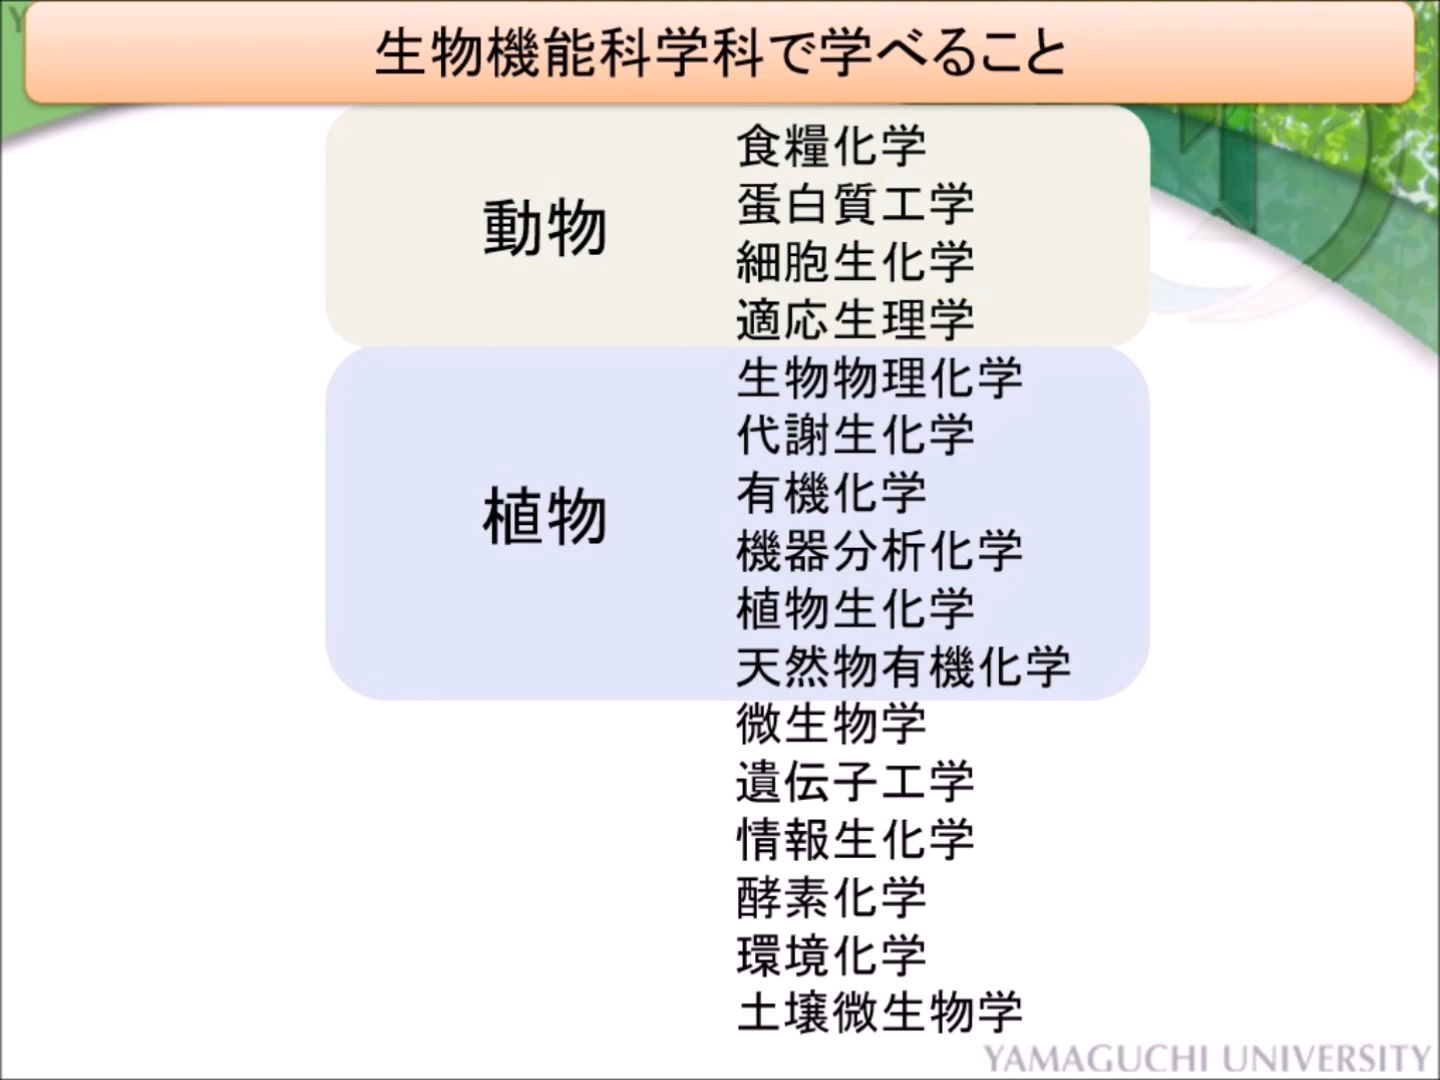 生物機能科学科で学べること
動物
食糧化学
蛋白質工学
細胞生化学
適応生理学
植物
生物物理化学
代謝生化学
有機化学
機器分析化学
植物生化学
天然物有機化学
微生物学
遺伝子工学
情報生化学
酵素化学
環境化学
土壌微生物学
YAMAGUCHI UNIVERSITY